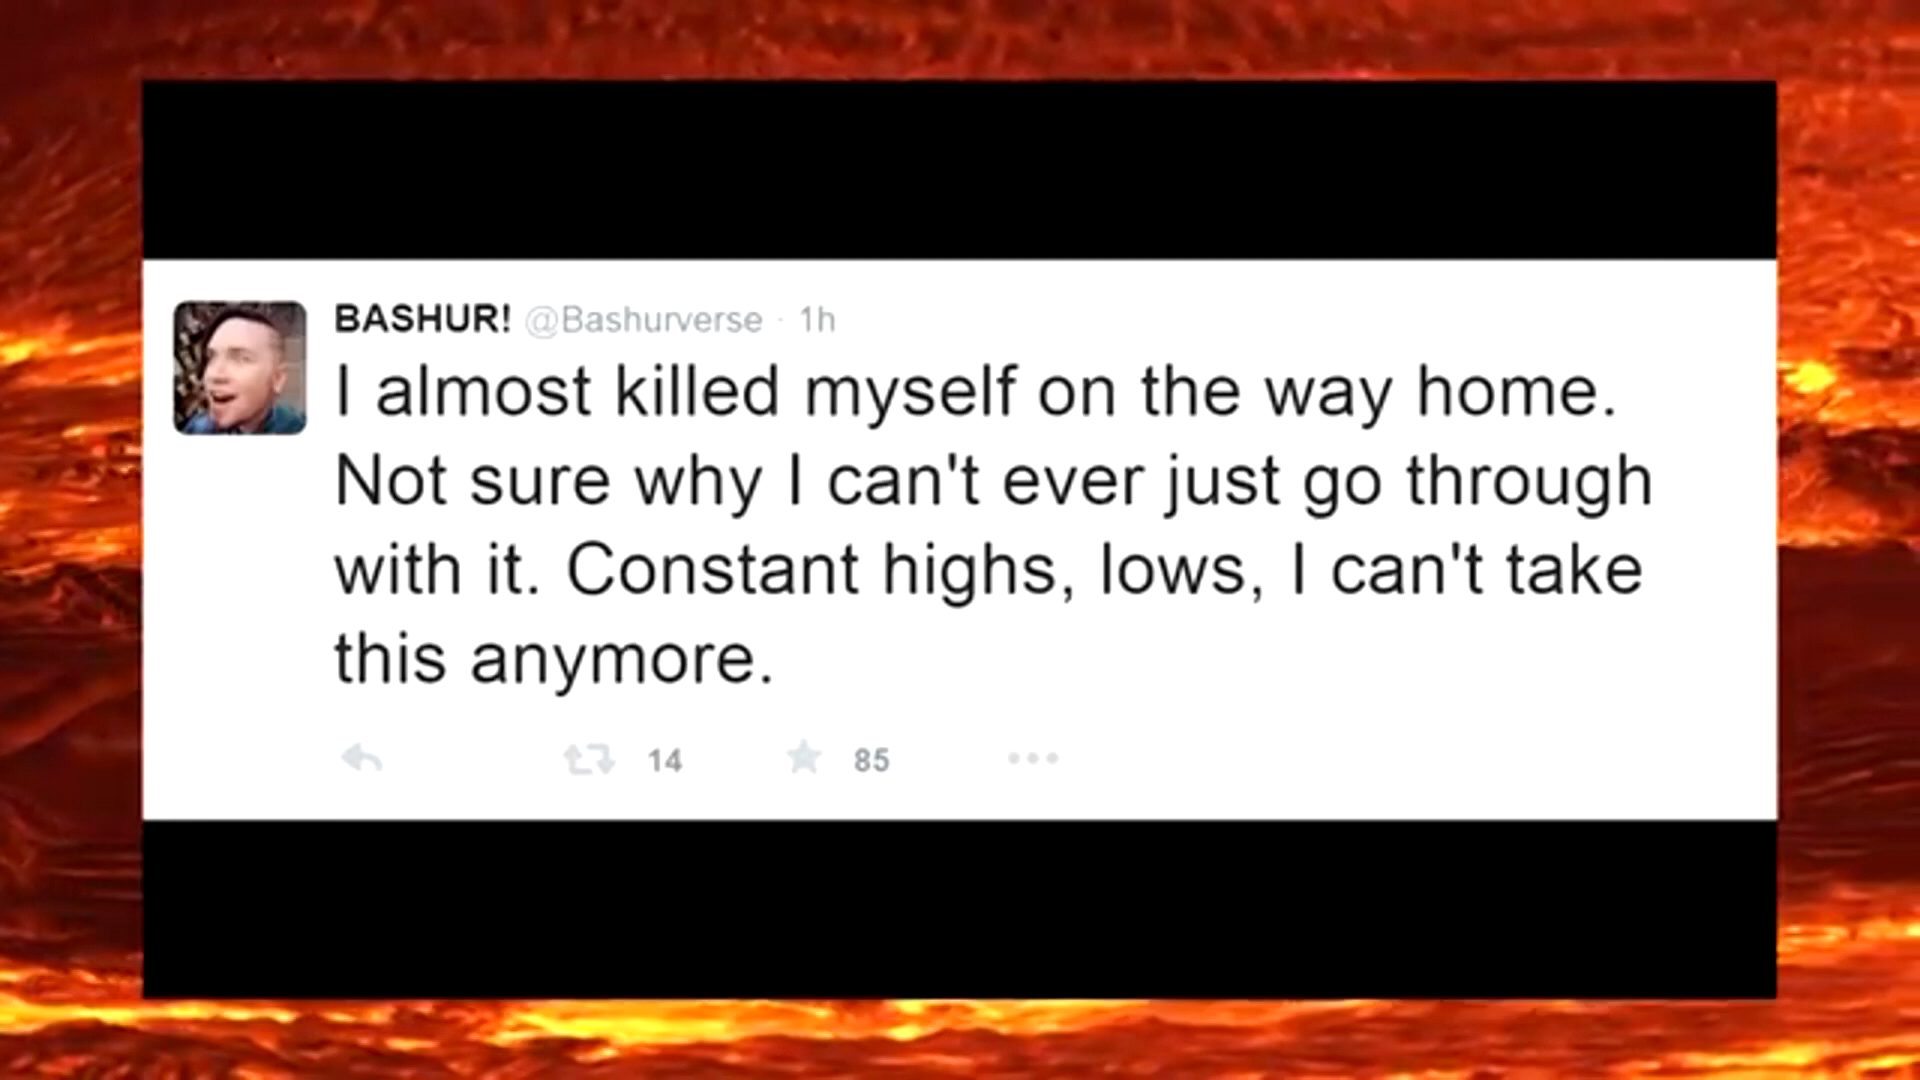 BASHUR! @Bashurverse · 1h
I almost killed myself on the way home.
Not sure why I can't ever just go through
with it. Constant highs, lows, I can't take
this anymore.
14 85